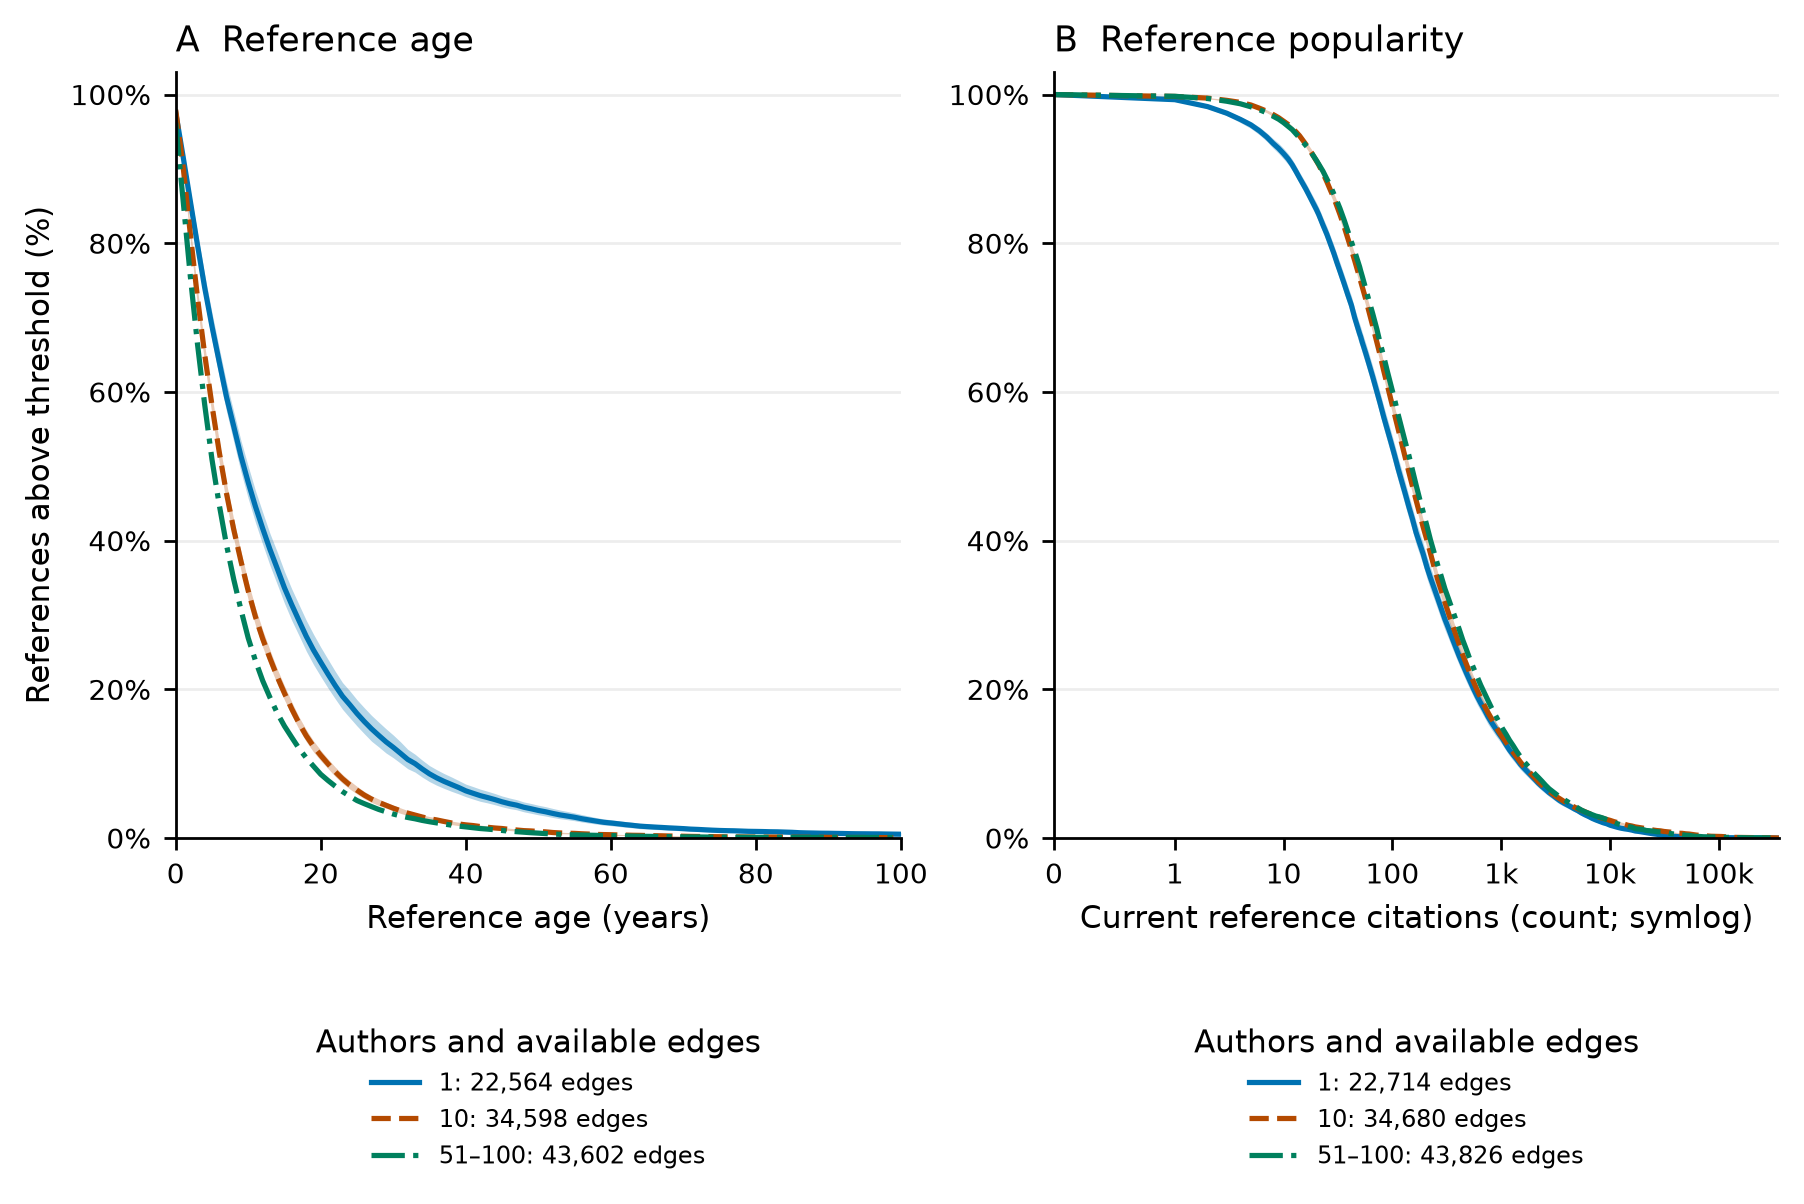 A  Reference age
References above threshold (%)
100%
80%
60%
40%
20%
0%
0 20 40 60 80 100
Reference age (years)
Authors and available edges
1: 22,564 edges
10: 34,598 edges
51–100: 43,602 edges
B  Reference popularity
100%
80%
60%
40%
20%
0%
0 1 10 100 1k 10k 100k
Current reference citations (count; symlog)
Authors and available edges
1: 22,714 edges
10: 34,680 edges
51–100: 43,826 edges